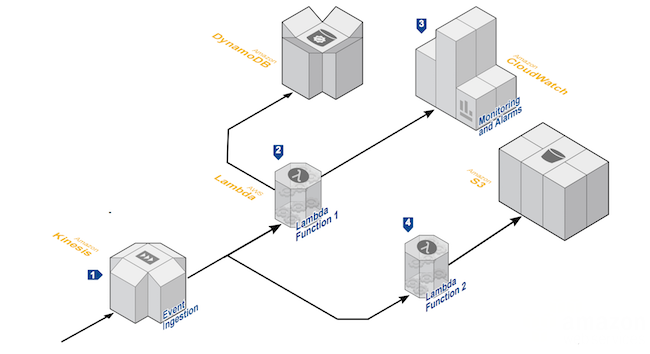 Amazon
DynamoDB
3
Amazon
CloudWatch
Monitoring
and Alarms
2
AWS
Lambda
Lambda
Function 1
Amazon
S3
4
Amazon
Kinesis
1
Event
Ingestion
Lambda
Function 2